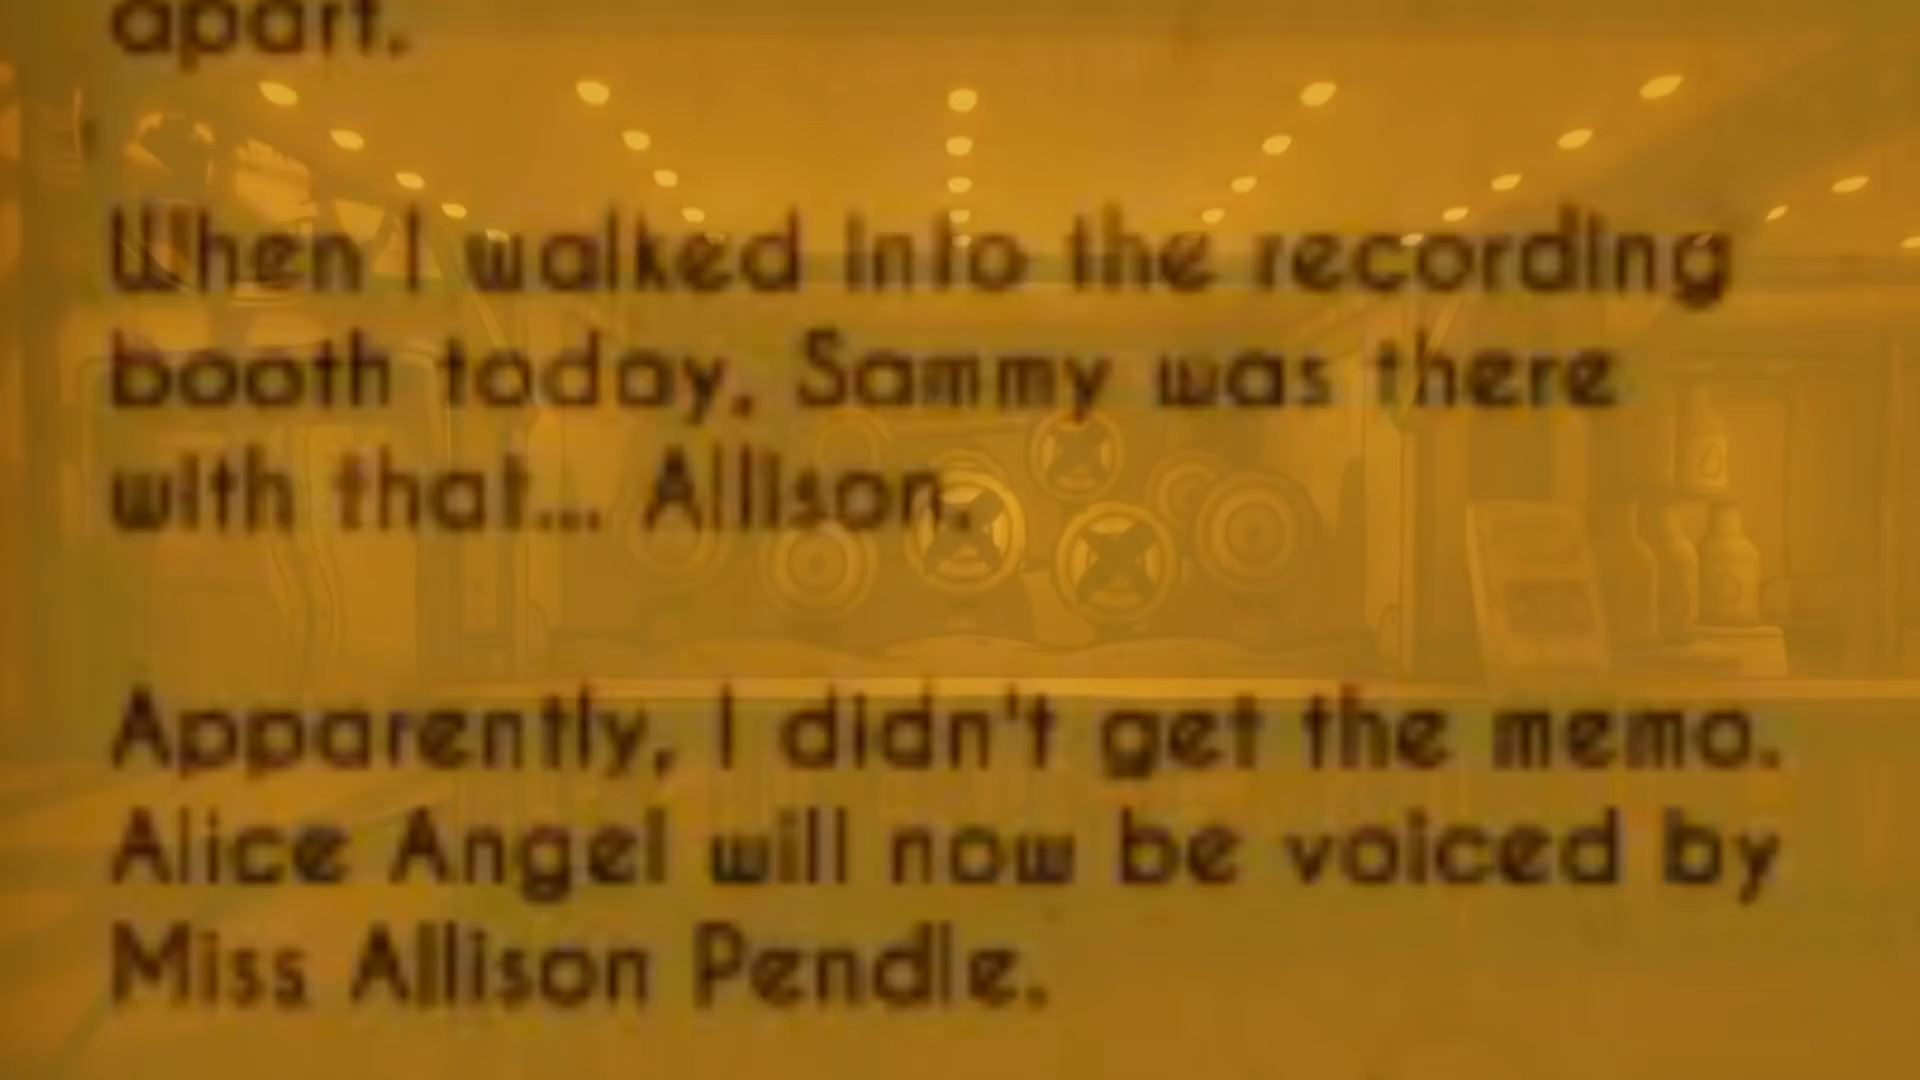 apart.
When I walked into the recording
booth today, Sammy was there
with that... Allison.
Apparently, I didn't get the memo.
Alice Angel will now be voiced by
Miss Allison Pendle.